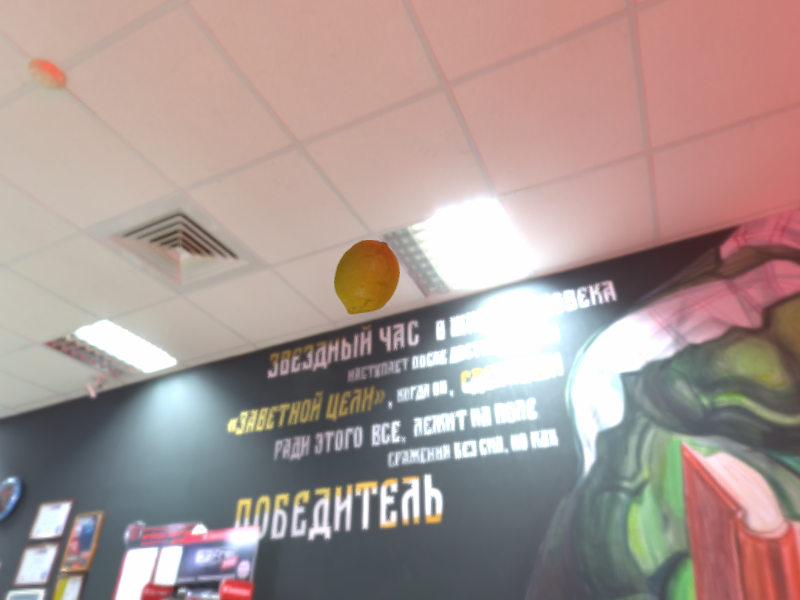 ЗВЕЗДНЫЙ ЧАС В
НАСТУПАЕТ ПОСЛЕ
«ЗАВЕТНОЙ ЦЕЛИ», КОГДА ОН,
РАДИ ЭТОГО ВСЕ, ЛЕЖИТ НА ПОЛЕ
СРАЖЕНИЯ БЕЗ СИЛ, НО КАК
ПОБЕДИТЕЛЬ